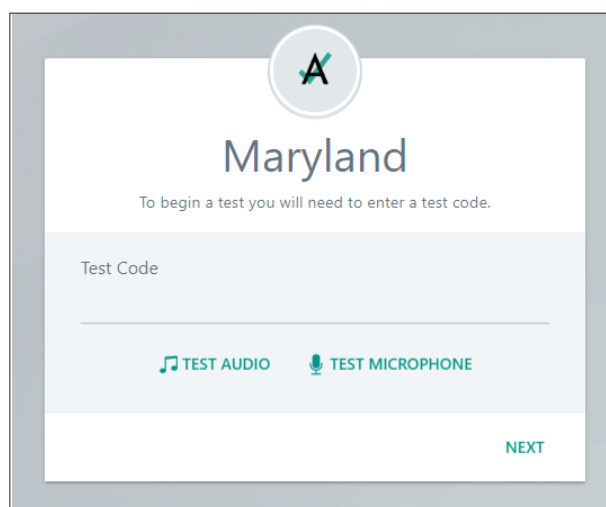 Maryland
To begin a test you will need to enter a test code.
Test Code
TEST AUDIO TEST MICROPHONE
NEXT